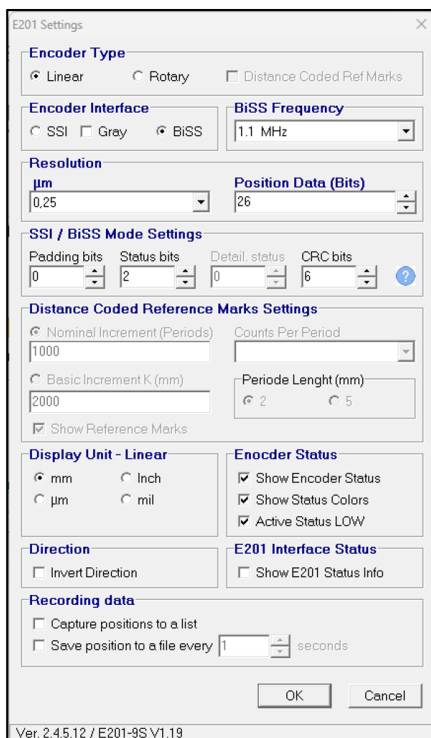 E201 Settings
Encoder Type
Linear Rotary Distance Coded Ref Marks
Encoder Interface
SSI Gray BiSS
BiSS Frequency
1.1 MHz
Resolution
µm
0,25
Position Data (Bits)
26
SSI / BiSS Mode Settings
Padding bits Status bits Detail. status CRC bits
0 2 0 6 ?
Distance Coded Reference Marks Settings
Nominal Increment (Periods)
1000
Counts Per Period
Basic Increment K (mm)
2000
Periode Lenght (mm)
2 5
Show Reference Marks
Display Unit - Linear
mm Inch
µm mil
Enocder Status
Show Encoder Status
Show Status Colors
Active Status LOW
Direction
Invert Direction
E201 Interface Status
Show E201 Status Info
Recording data
Capture positions to a list
Save position to a file every 1 seconds
OK Cancel
Ver. 2.4.5.12 / E201-9S V1.19